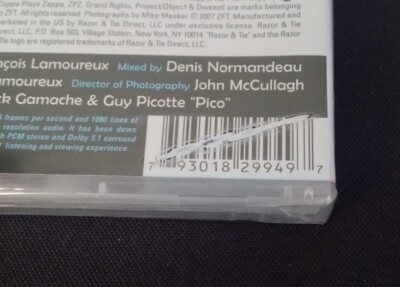 Zappa Plays Zappa, ZPZ, Grand Rights, Project/Object & Dweezil are marks belonging
ZFT. All rights reserved. Photographs by Mike Mesker © 2007 ZFT. Manufactured and
marketed in the US by Razor & Tie Direct, LLC under exclusive license. Razor & Tie
Direct, LLC, P.O. Box 503, Village Station, New York, NY 10014 "Razor & Tie" and the Razor
Tie logo are registered trademarks of Razor & Tie Direct, LLC.
François Lamoureux Mixed by Denis Normandeau
Lamoureux Director of Photography John McCullagh
ck Gamache & Guy Picotte "Pico"
frames per second and 1080 lines of
resolution audio. It has been down
PCM stereo and Dolby 5.1 surround
listening and viewing experience.
7 93018 29949 7